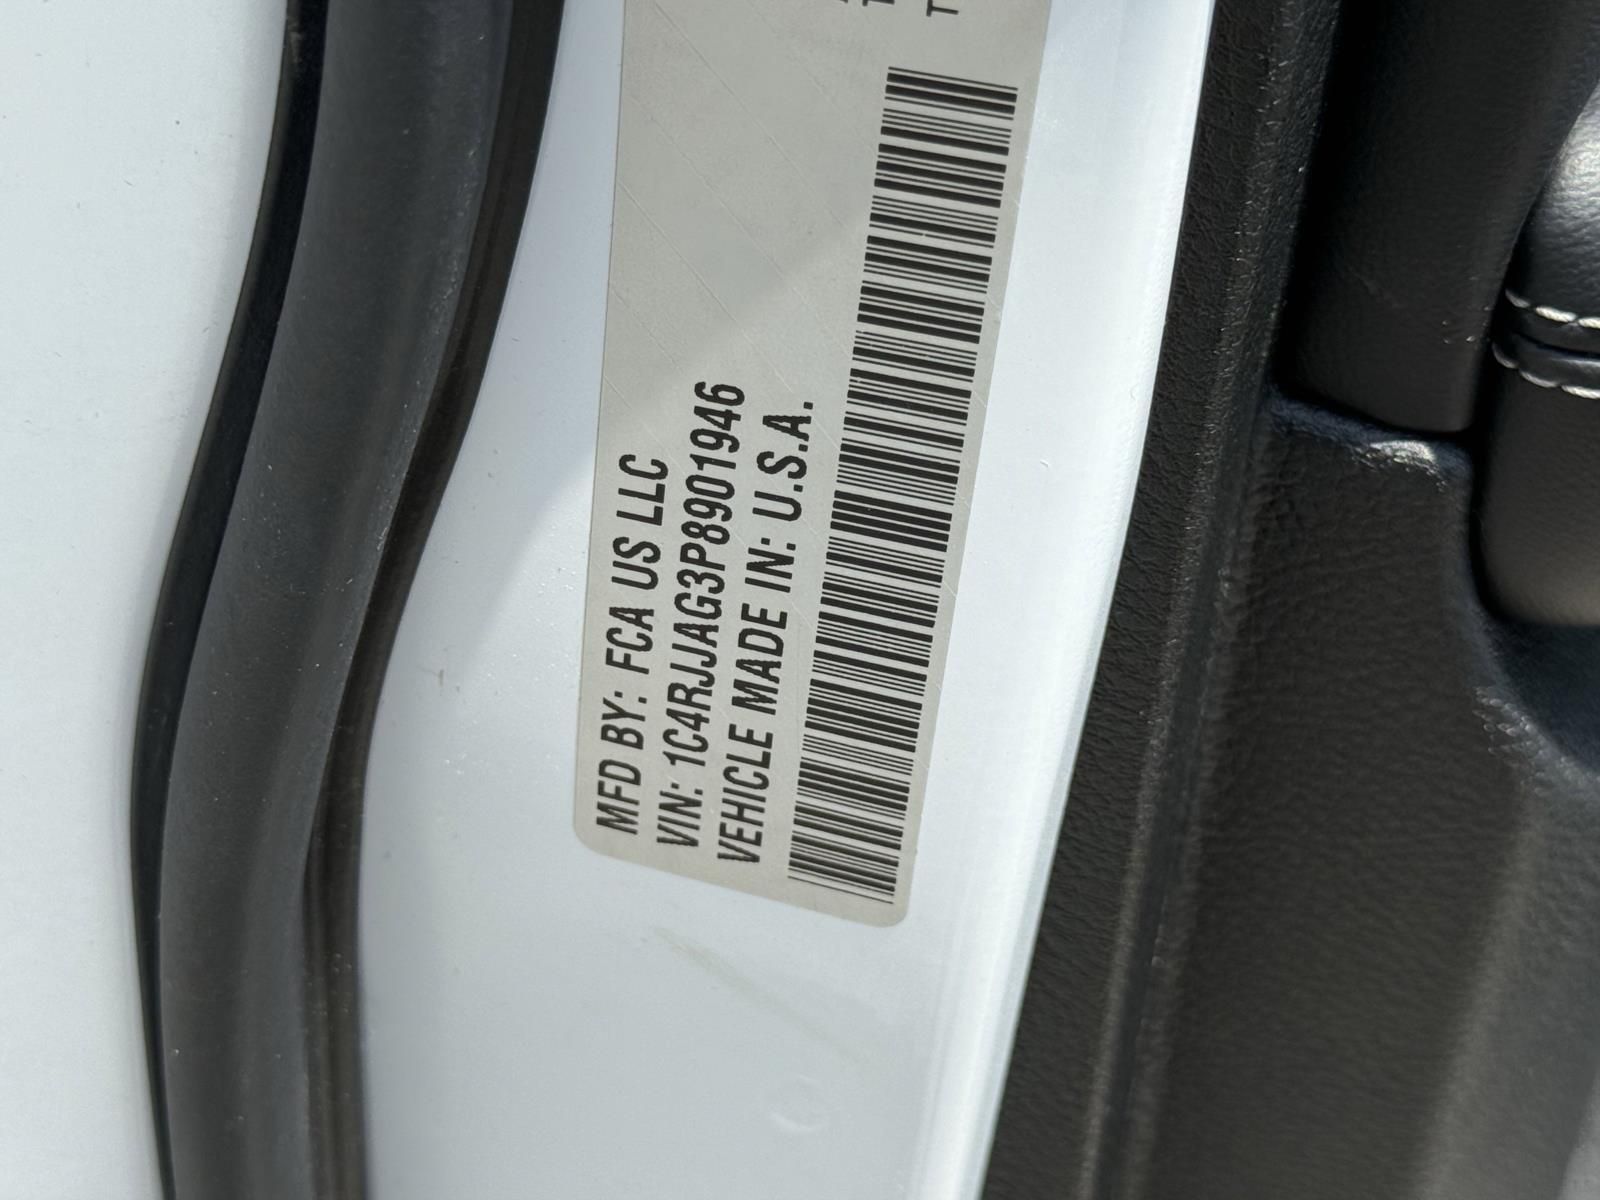 MFD BY: FCA US LLC
VIN: 1C4RJJAG3P8901946
VEHICLE MADE IN: U.S.A.